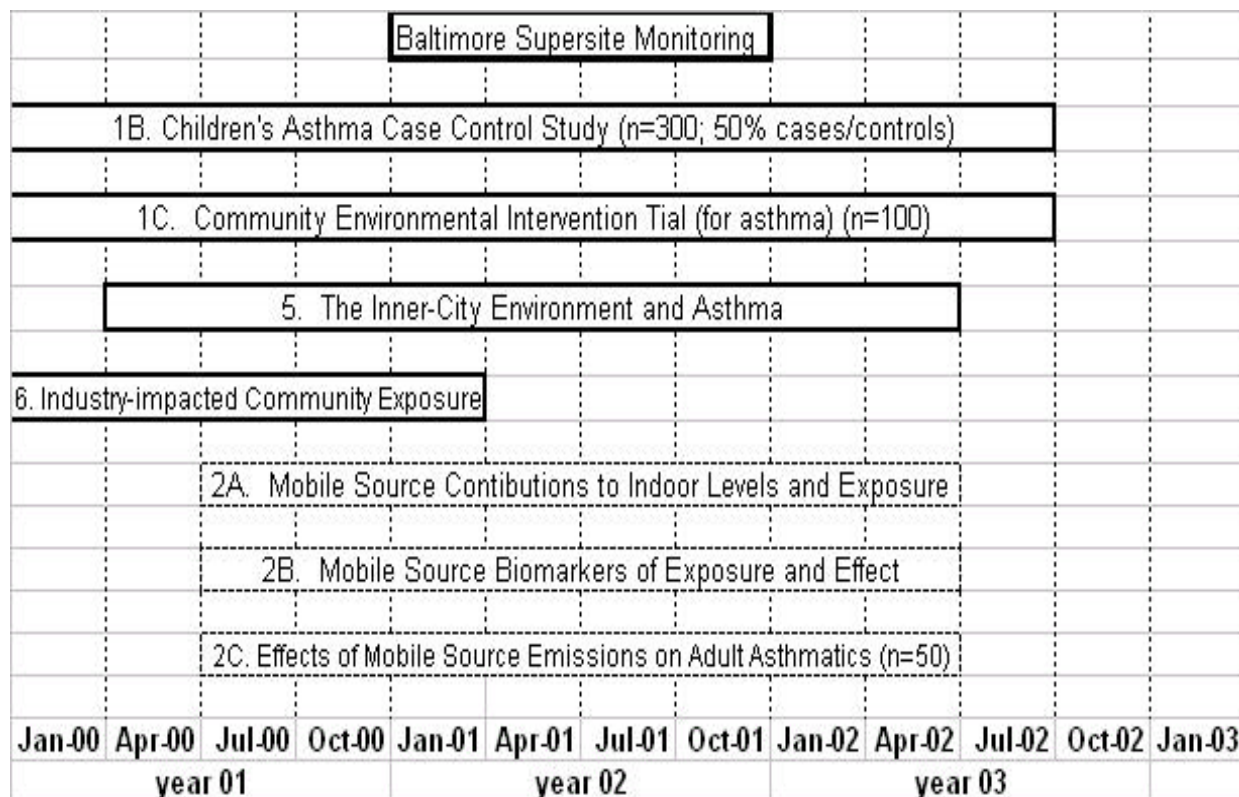 Baltimore Supersite Monitoring
1B. Children's Asthma Case Control Study (n=300; 50% cases/controls)
1C. Community Environmental Intervention Tial (for asthma) (n=100)
5. The Inner-City Environment and Asthma
6. Industry-impacted Community Exposure
2A. Mobile Source Contibutions to Indoor Levels and Exposure
2B. Mobile Source Biomarkers of Exposure and Effect
2C. Effects of Mobile Source Emissions on Adult Asthmatics (n=50)
Jan-00 Apr-00 Jul-00 Oct-00 Jan-01 Apr-01 Jul-01 Oct-01 Jan-02 Apr-02 Jul-02 Oct-02 Jan-03
year 01 year 02 year 03